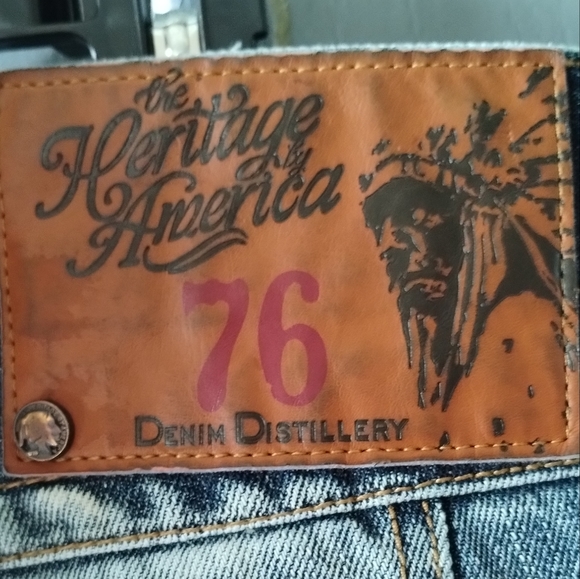 the
Heritage
by
America
76
DENIM DISTILLERY